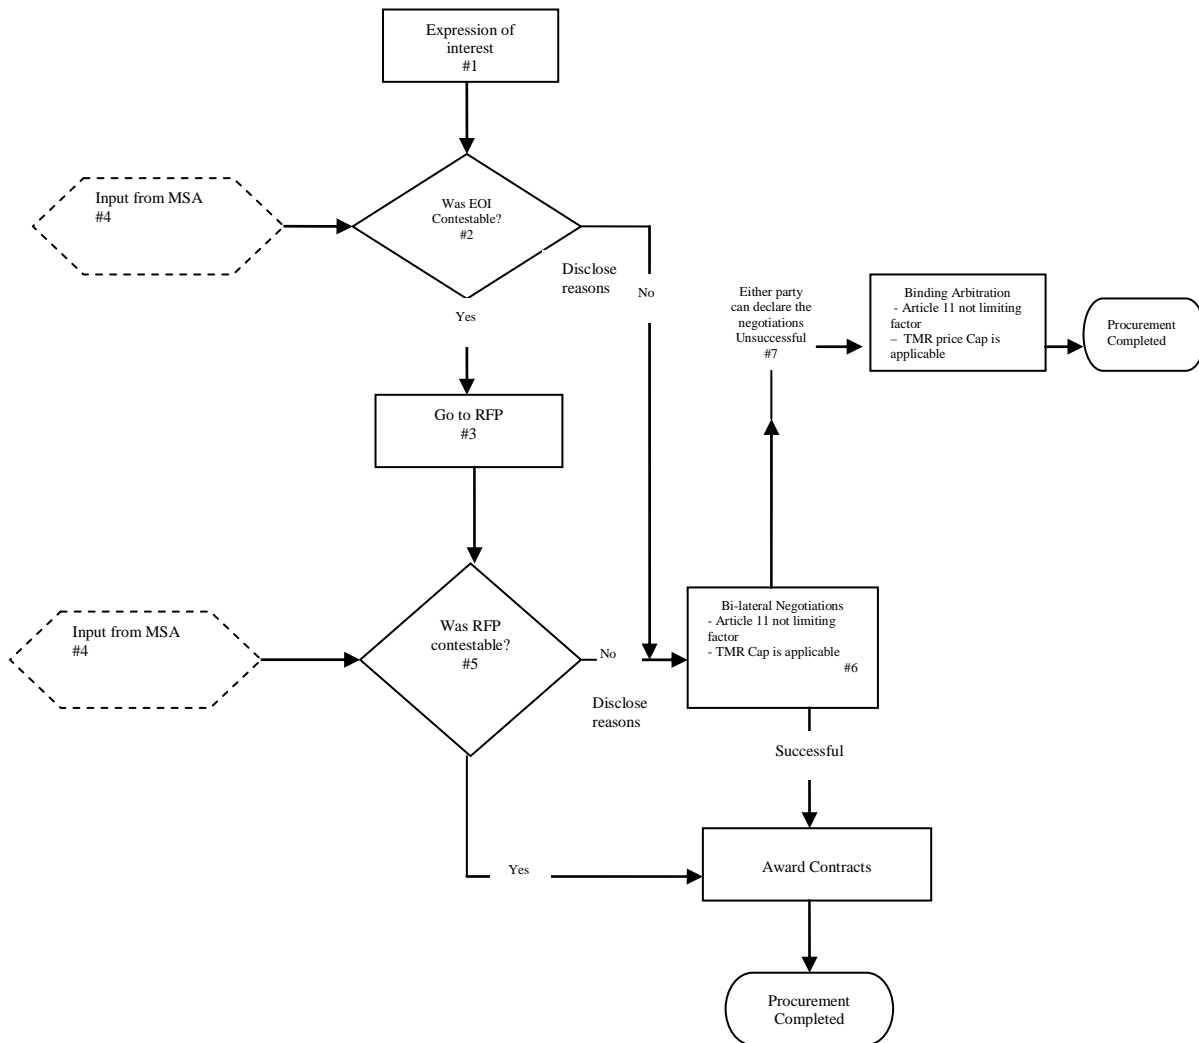 Expression of
interest
#1
Input from MSA
#4
Was EOI
Contestable?
#2
Disclose
reasons
No
Yes
Either party
can declare the
negotiations
Unsuccessful
#7
Binding Arbitration
- Article 11 not limiting
factor
– TMR price Cap is
applicable
Procurement
Completed
Go to RFP
#3
Input from MSA
#4
Was RFP
contestable?
#5
No
Disclose
reasons
Bi-lateral Negotiations
- Article 11 not limiting
factor
- TMR Cap is applicable
#6
Successful
Yes
Award Contracts
Procurement
Completed